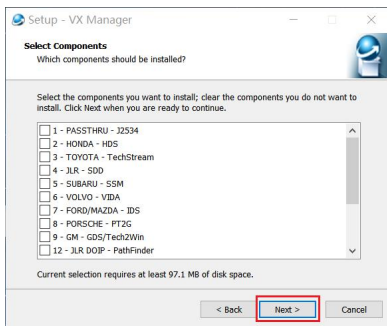 Setup - VX Manager
Select Components
Which components should be installed?
Select the components you want to install; clear the components you do not want to
install. Click Next when you are ready to continue.
1 - PASSTHRU - J2534
2 - HONDA - HDS
3 - TOYOTA - TechStream
4 - JLR - SDD
5 - SUBARU - SSM
6 - VOLVO - VIDA
7 - FORD/MAZDA - IDS
8 - PORSCHE - PT2G
9 - GM - GDS/Tech2Win
12 - JLR DOIP - PathFinder
Current selection requires at least 97.1 MB of disk space.
< Back
Next >
Cancel